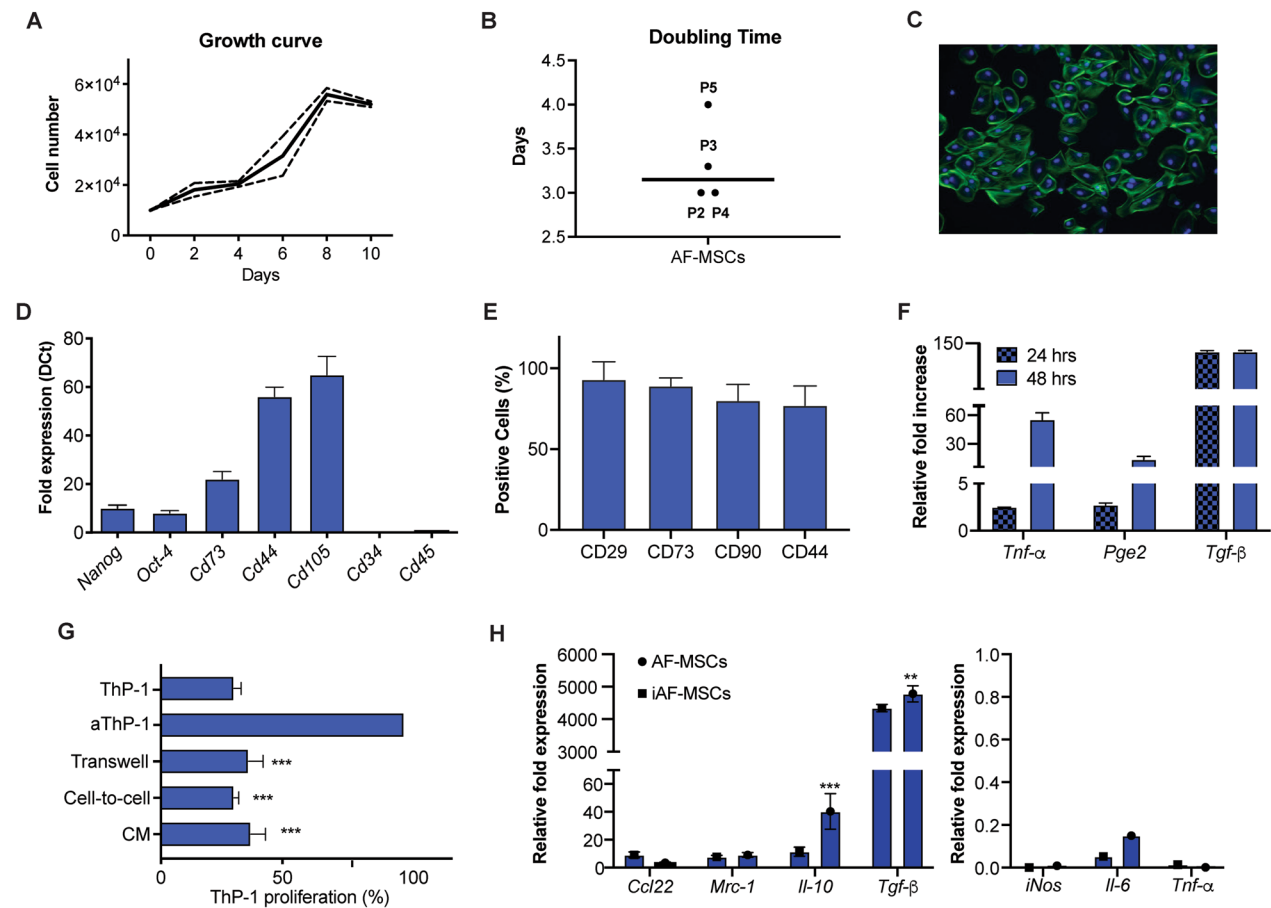 A
Growth curve
Cell number
6×10⁴
4×10⁴
2×10⁴
0
0 2 4 6 8 10
Days
B
Doubling Time
Days
4.5
4.0
3.5
3.0
2.5
P5
P3
P2 P4
AF-MSCs
C
D
Fold expression (DCt)
80
60
40
20
0
Nanog Oct-4 Cd73 Cd44 Cd105 Cd34 Cd45
E
Positive Cells (%)
100
50
0
CD29 CD73 CD90 CD44
F
Relative fold increase
150
60
30
5
0
24 hrs
48 hrs
Tnf-α Pge2 Tgf-β
G
ThP-1
aThP-1
Transwell
***
Cell-to-cell
***
CM
***
0 50 100
ThP-1 proliferation (%)
H
Relative fold expression
6000
5000
4000
3000
60
40
20
0
AF-MSCs
iAF-MSCs
***
**
Ccl22 Mrc-1 Il-10 Tgf-β
Relative fold expression
1.0
0.8
0.6
0.4
0.2
0.0
iNos Il-6 Tnf-α